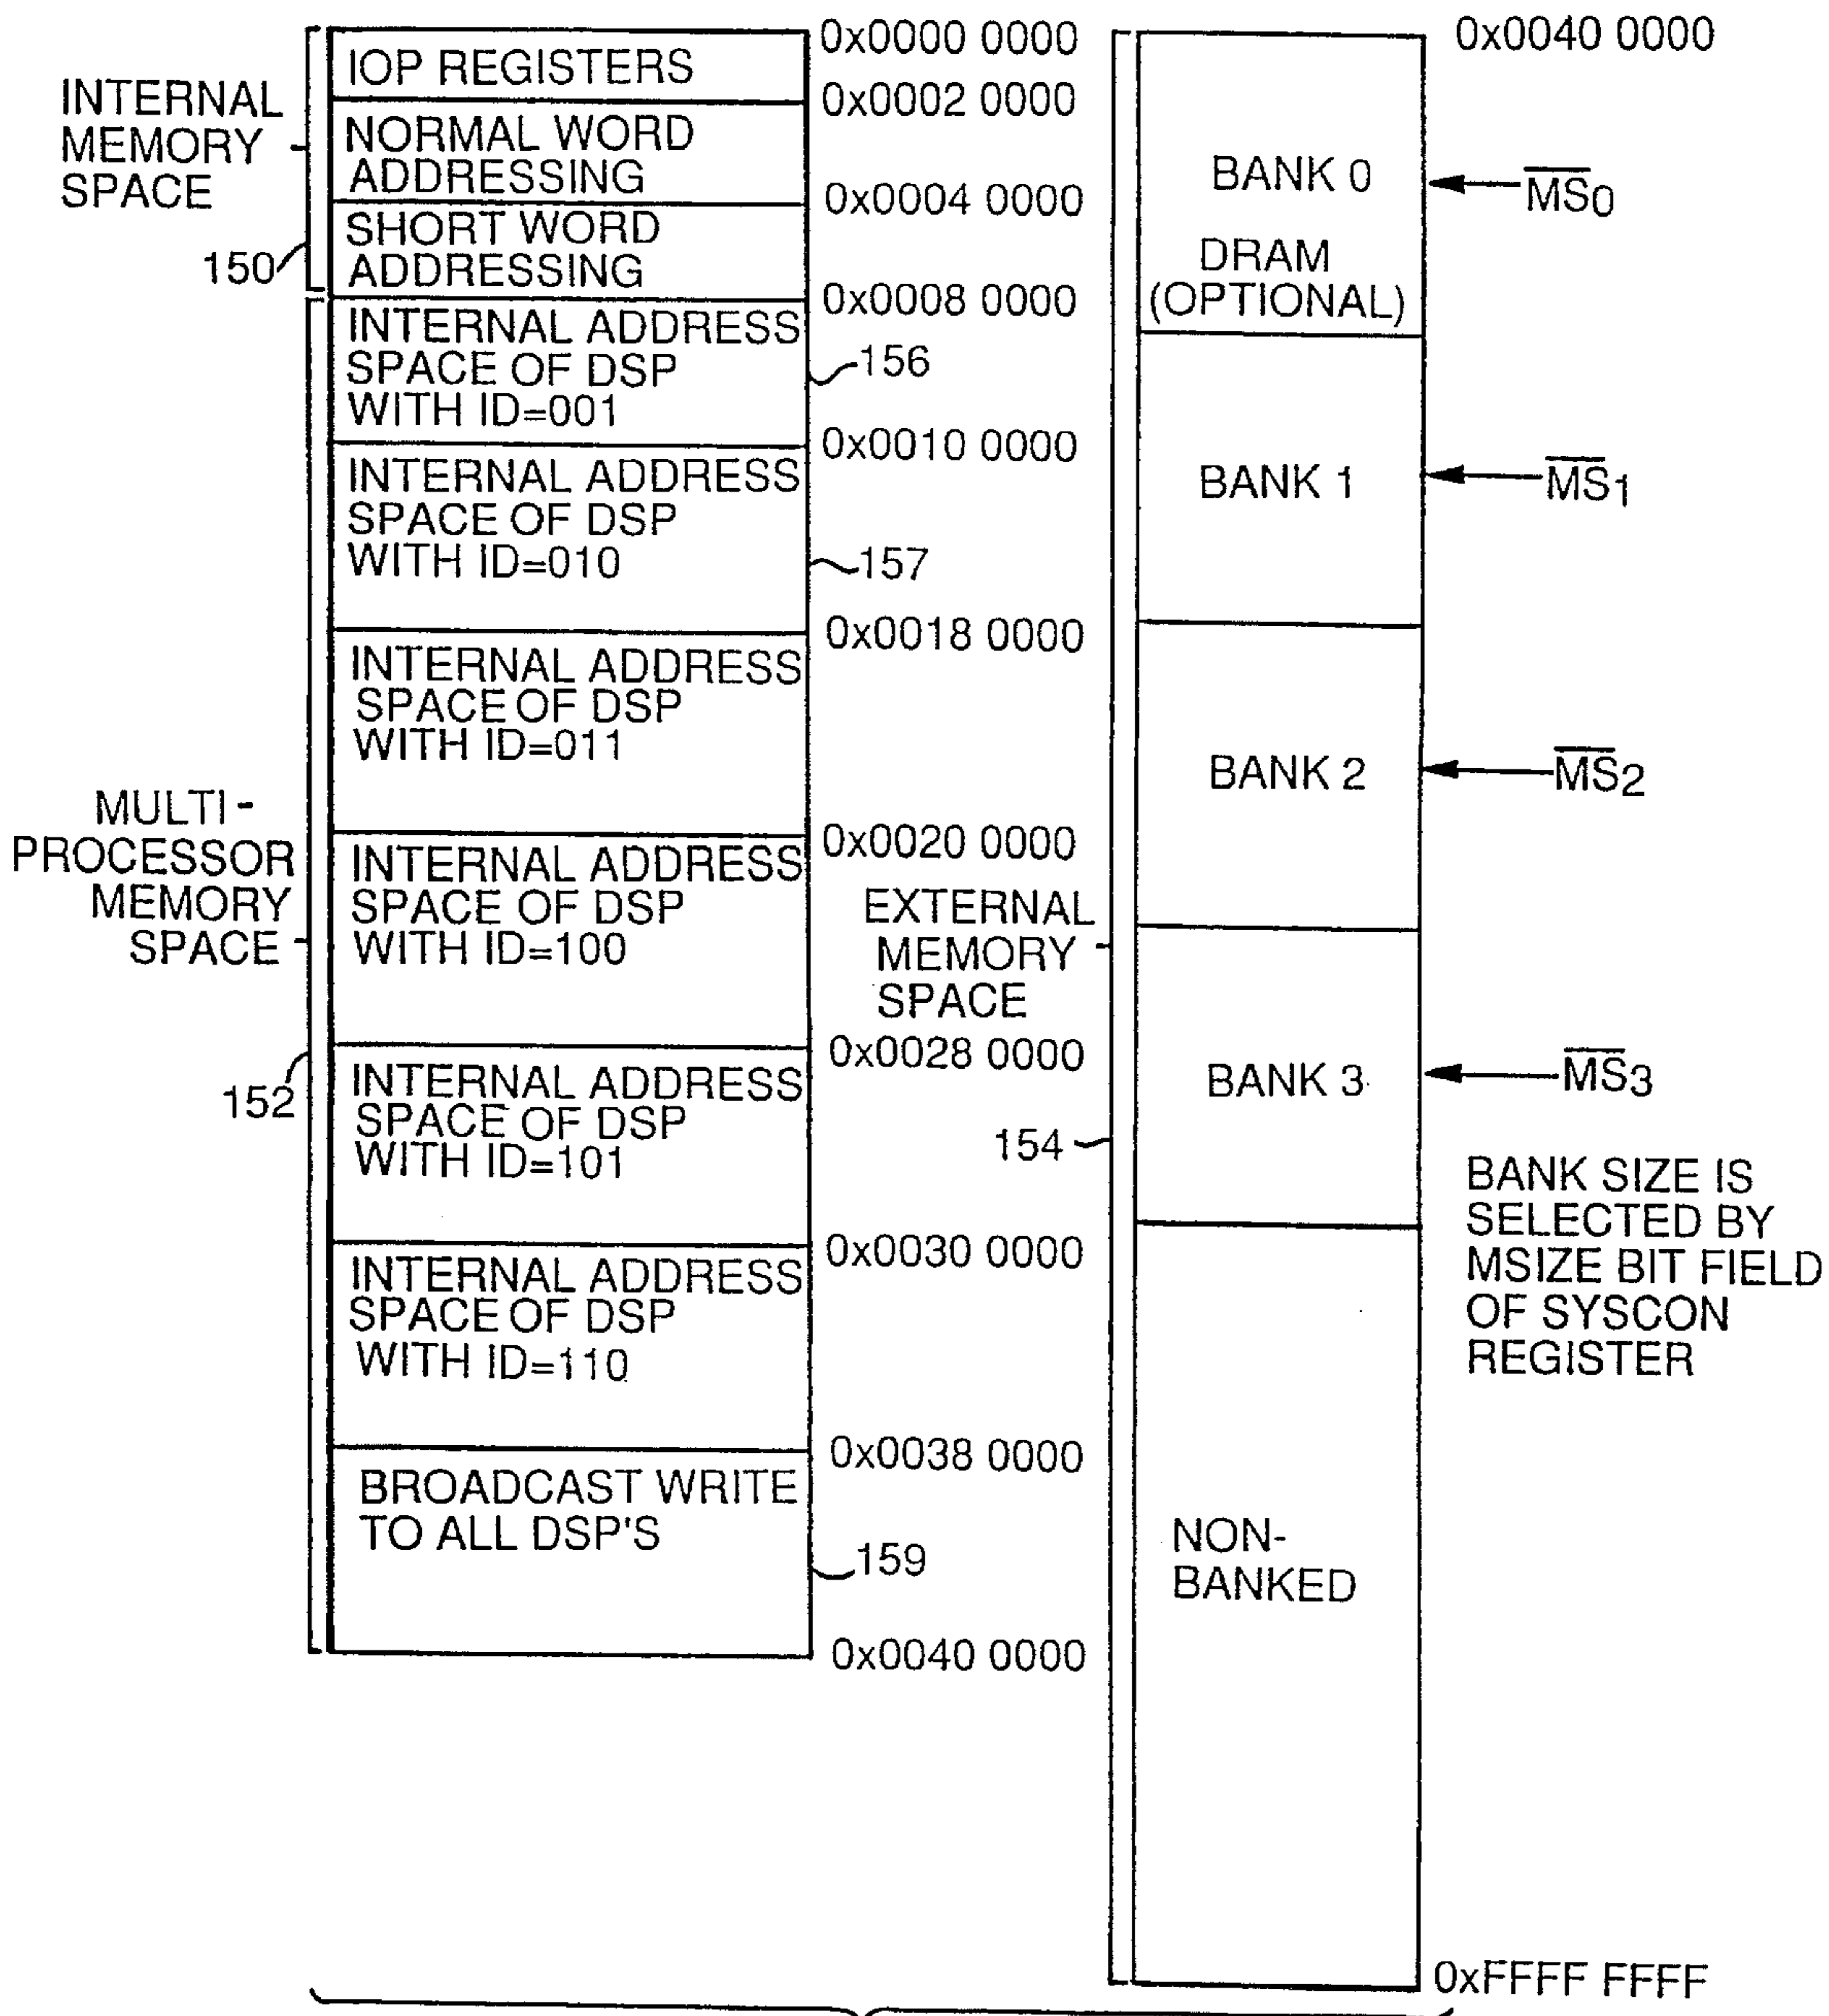 INTERNAL
MEMORY
SPACE
150
IOP REGISTERS
NORMAL WORD
ADDRESSING
SHORT WORD
ADDRESSING
INTERNAL ADDRESS
SPACE OF DSP
WITH ID=001
INTERNAL ADDRESS
SPACE OF DSP
WITH ID=010
INTERNAL ADDRESS
SPACE OF DSP
WITH ID=011
INTERNAL ADDRESS
SPACE OF DSP
WITH ID=100
INTERNAL ADDRESS
SPACE OF DSP
WITH ID=101
INTERNAL ADDRESS
SPACE OF DSP
WITH ID=110
BROADCAST WRITE
TO ALL DSP'S
MULTI-
PROCESSOR
MEMORY
SPACE
152
0x0000 0000
0x0002 0000
0x0004 0000
0x0008 0000
156
0x0010 0000
157
0x0018 0000
0x0020 0000
0x0028 0000
0x0030 0000
0x0038 0000
159
0x0040 0000
EXTERNAL
MEMORY
SPACE
154
0x0040 0000
BANK 0
DRAM
(OPTIONAL)
BANK 1
BANK 2
BANK 3
NON-
BANKED
M̅S̅0
M̅S̅1
M̅S̅2
M̅S̅3
BANK SIZE IS
SELECTED BY
MSIZE BIT FIELD
OF SYSCON
REGISTER
0xFFFF FFFF